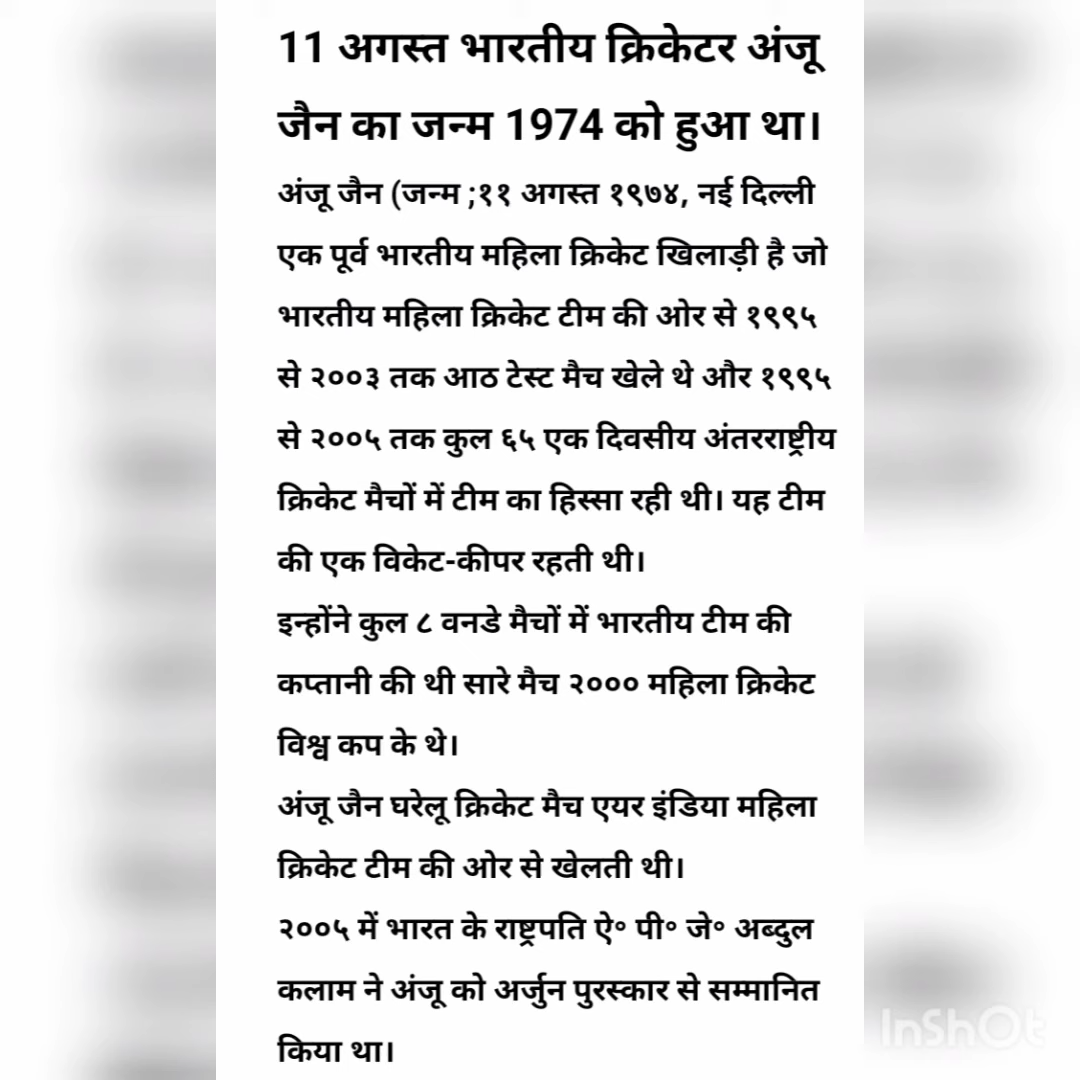 11 अगस्त भारतीय क्रिकेटर अंजू
जैन का जन्म 1974 को हुआ था।
अंजू जैन (जन्म ;११ अगस्त १९७४, नई दिल्ली
एक पूर्व भारतीय महिला क्रिकेट खिलाड़ी है जो
भारतीय महिला क्रिकेट टीम की ओर से १९९५
से २००३ तक आठ टेस्ट मैच खेले थे और १९९५
से २००५ तक कुल ६५ एक दिवसीय अंतरराष्ट्रीय
क्रिकेट मैचों में टीम का हिस्सा रही थी। यह टीम
की एक विकेट-कीपर रहती थी।
इन्होंने कुल ८ वनडे मैचों में भारतीय टीम की
कप्तानी की थी सारे मैच २००० महिला क्रिकेट
विश्व कप के थे।
अंजू जैन घरेलू क्रिकेट मैच एयर इंडिया महिला
क्रिकेट टीम की ओर से खेलती थी।
२००५ में भारत के राष्ट्रपति ऐ॰ पी॰ जे॰ अब्दुल
कलाम ने अंजू को अर्जुन पुरस्कार से सम्मानित
किया था।
InShOt